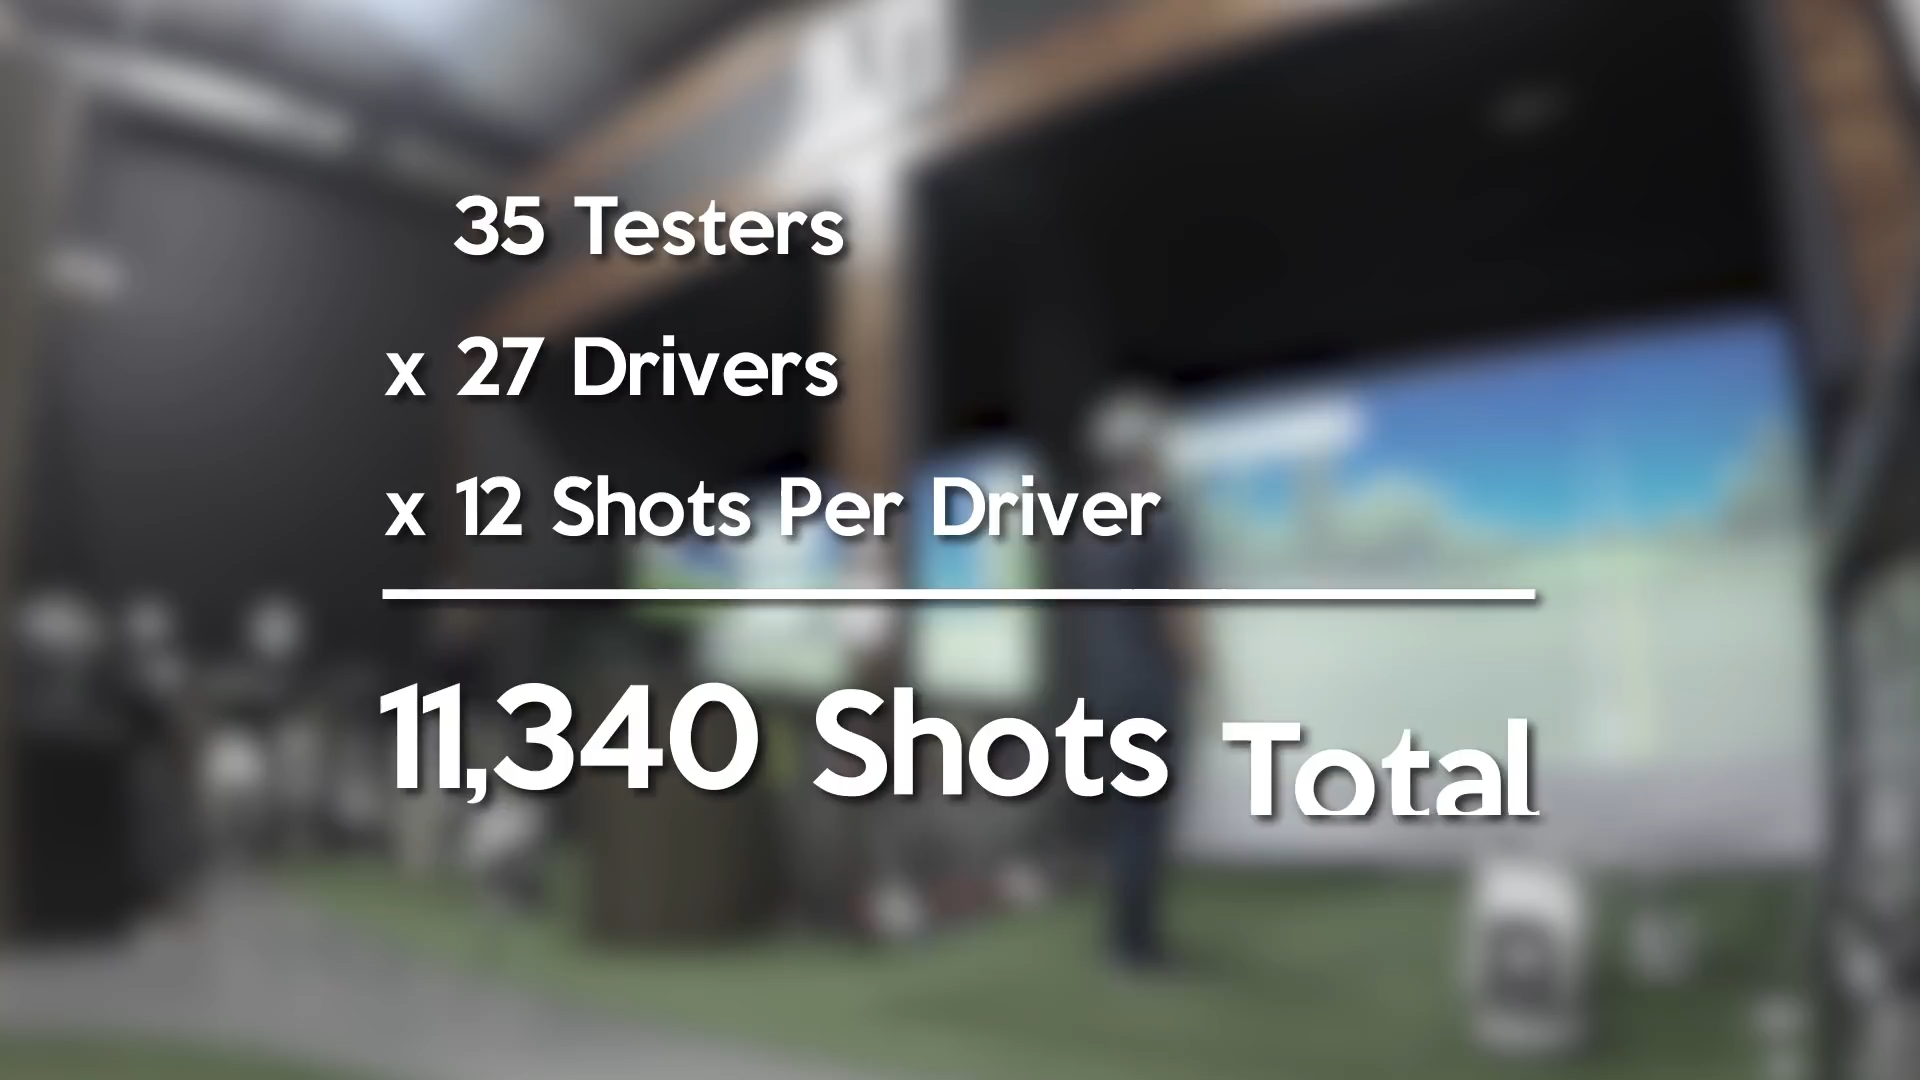 35 Testers
x 27 Drivers
x 12 Shots Per Driver
11,340 Shots Total